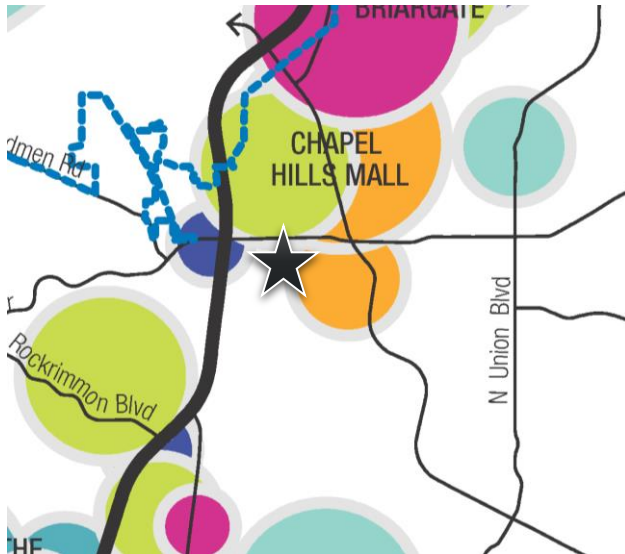 BRIARGATE
CHAPEL
HILLS MALL
dmen Rd
r
N Union Blvd
Rockrimmon Blvd
THE